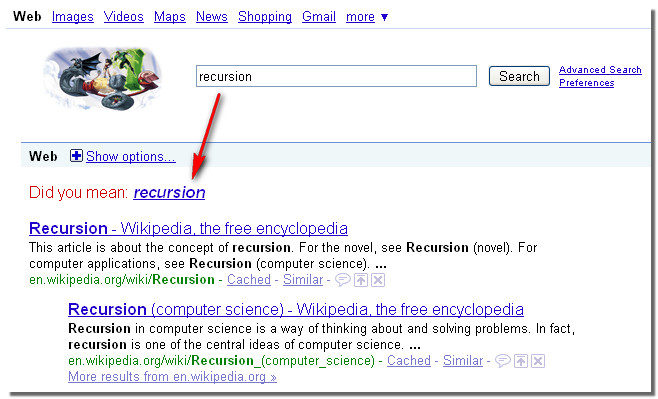 Web Images Videos Maps News Shopping Gmail more ▼
recursion
Search
Advanced Search
Preferences
Web Show options...
Did you mean: recursion
Recursion - Wikipedia, the free encyclopedia
This article is about the concept of recursion. For the novel, see Recursion (novel). For
computer applications, see Recursion (computer science). ...
en.wikipedia.org/wiki/Recursion - Cached - Similar -
Recursion (computer science) - Wikipedia, the free encyclopedia
Recursion in computer science is a way of thinking about and solving problems. In fact,
recursion is one of the central ideas of computer science. ...
en.wikipedia.org/wiki/Recursion_(computer_science) - Cached - Similar -
More results from en.wikipedia.org »